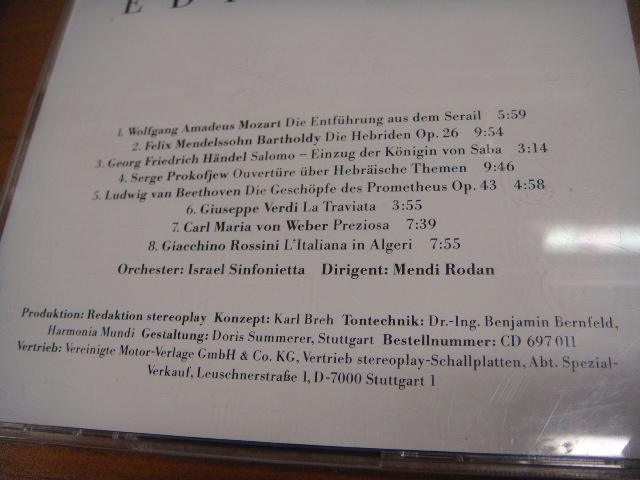 1. Wolfgang Amadeus Mozart Die Entführung aus dem Serail 5:59
2. Felix Mendelssohn Bartholdy Die Hebriden Op. 26 9:54
3. Georg Friedrich Händel Salomo – Einzug der Königin von Saba 3:14
4. Serge Prokofjew Ouvertüre über Hebräische Themen 9:46
5. Ludwig van Beethoven Die Geschöpfe des Prometheus Op. 43 4:58
6. Giuseppe Verdi La Traviata 3:55
7. Carl Maria von Weber Preziosa 7:39
8. Giacchino Rossini L'Italiana in Algeri 7:55
Orchester: Israel Sinfonietta Dirigent: Mendi Rodan
Produktion: Redaktion stereoplay Konzept: Karl Breh Tontechnik: Dr.-Ing. Benjamin Bernfeld,
Harmonia Mundi Gestaltung: Doris Summerer, Stuttgart Bestellnummer: CD 697 011
Vertrieb: Vereinigte Motor-Verlage GmbH & Co. KG, Vertrieb stereoplay-Schallplatten, Abt. Spezial-
Verkauf, Leuschnerstraße 1, D-7000 Stuttgart 1